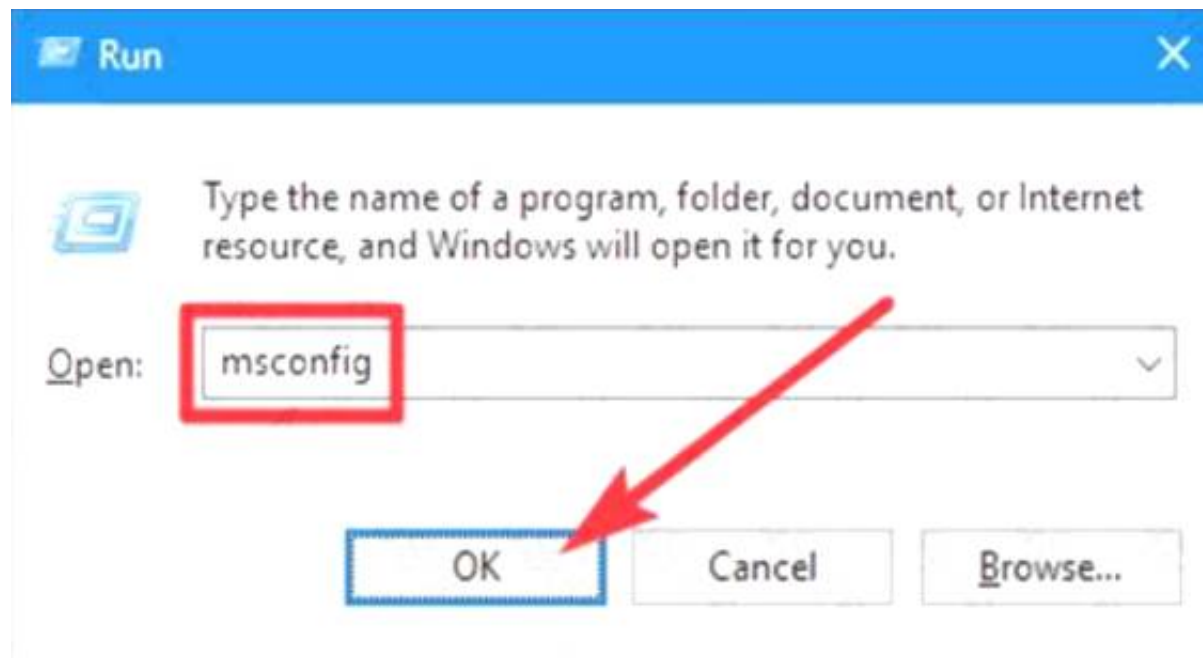 Run
Type the name of a program, folder, document, or Internet
resource, and Windows will open it for you.
Open: msconfig
OK Cancel Browse...